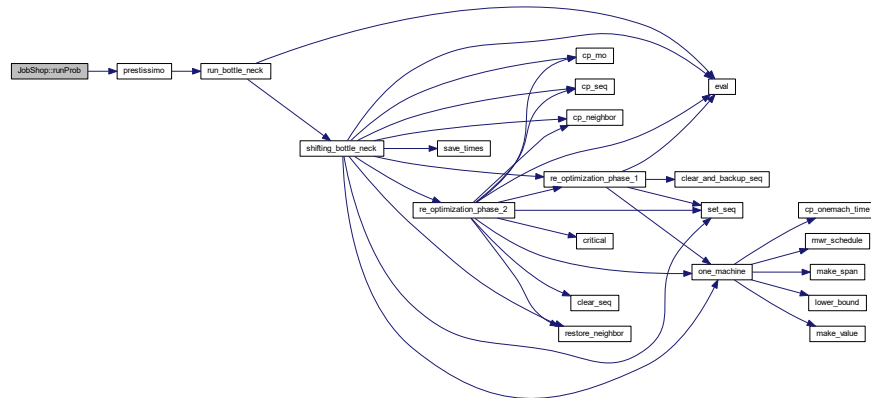 JobShop::runProb
prestissimo
run_bottle_neck
shifting_bottle_neck
cp_mo
cp_seq
cp_neighbor
save_times
re_optimization_phase_1
re_optimization_phase_2
critical
clear_seq
restore_neighbor
eval
clear_and_backup_seq
set_seq
one_machine
cp_onemach_time
mwr_schedule
make_span
lower_bound
make_value